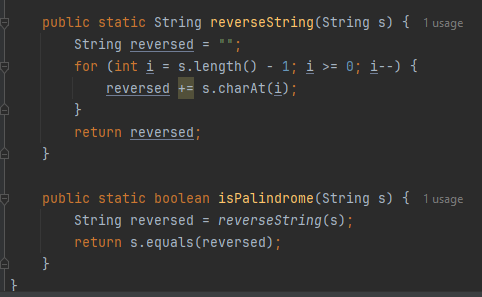 public static String reverseString(String s) { 1 usage
    String reversed = "";
    for (int i = s.length() - 1; i >= 0; i--) {
        reversed += s.charAt(i);
    }
    return reversed;
}

public static boolean isPalindrome(String s) { 1 usage
    String reversed = reverseString(s);
    return s.equals(reversed);
}
}